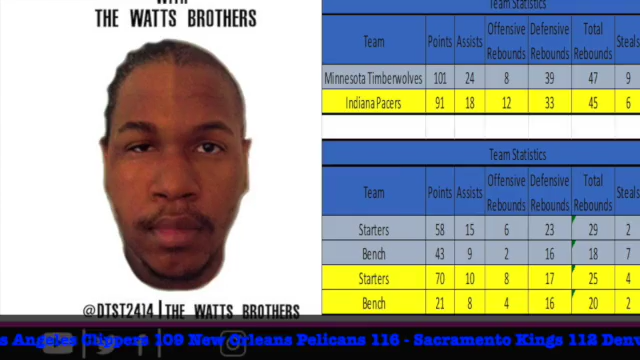 WITH
THE WATTS BROTHERS
@DTST2414 | THE WATTS BROTHERS
Team Statistics
Team Points Assists Offensive Rebounds Defensive Rebounds Total Rebounds Steals
Minnesota Timberwolves 101 24 8 39 47 9
Indiana Pacers 91 18 12 33 45 6
Team Statistics
Team Points Assists Offensive Rebounds Defensive Rebounds Total Rebounds Steals
Starters 58 15 6 23 29 2
Bench 43 9 2 16 18 7
Starters 70 10 8 17 25 4
Bench 21 8 4 16 20 2
s Angeles Clippers 109 New Orleans Pelicans 116 - Sacramento Kings 112 Denv